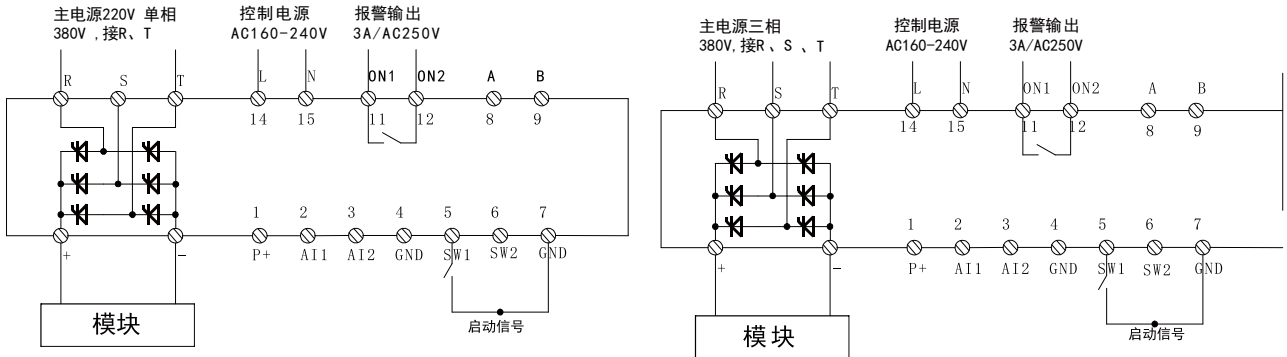 主电源220V 单相
380V ,接R、T
控制电源
AC160-240V
报警输出
3A/AC250V
R
S
T
L
N
ON1
ON2
A
B
14
15
11
12
8
9
1
2
3
4
5
6
7
+
-
P+
AI1
AI2
GND
SW1
SW2
GND
模块
启动信号
主电源三相
380V,接R 、S 、T
控制电源
AC160-240V
报警输出
3A/AC250V
R
S
T
L
N
ON1
ON2
A
B
14
15
11
12
8
9
1
2
3
4
5
6
7
+
-
P+
AI1
AI2
GND
SW1
SW2
GND
模块
启动信号